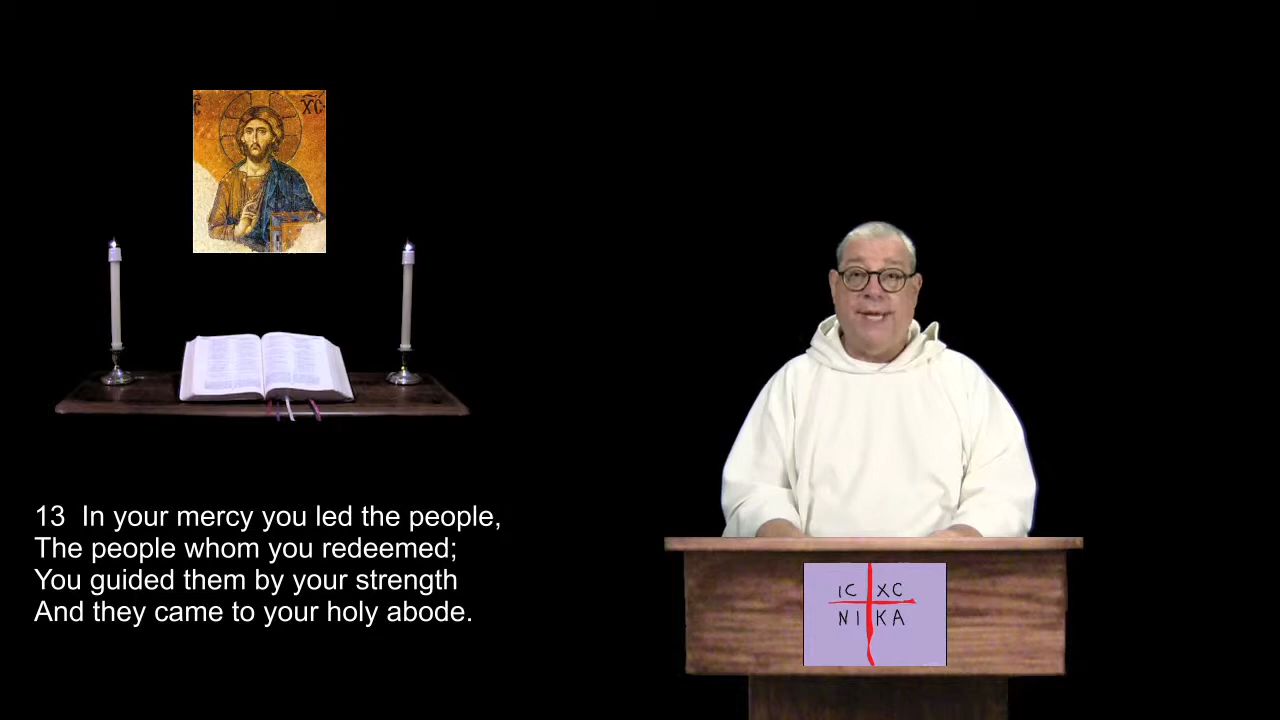 XC
13 In your mercy you led the people,
The people whom you redeemed;
You guided them by your strength
And they came to your holy abode.
IC XC
NI KA